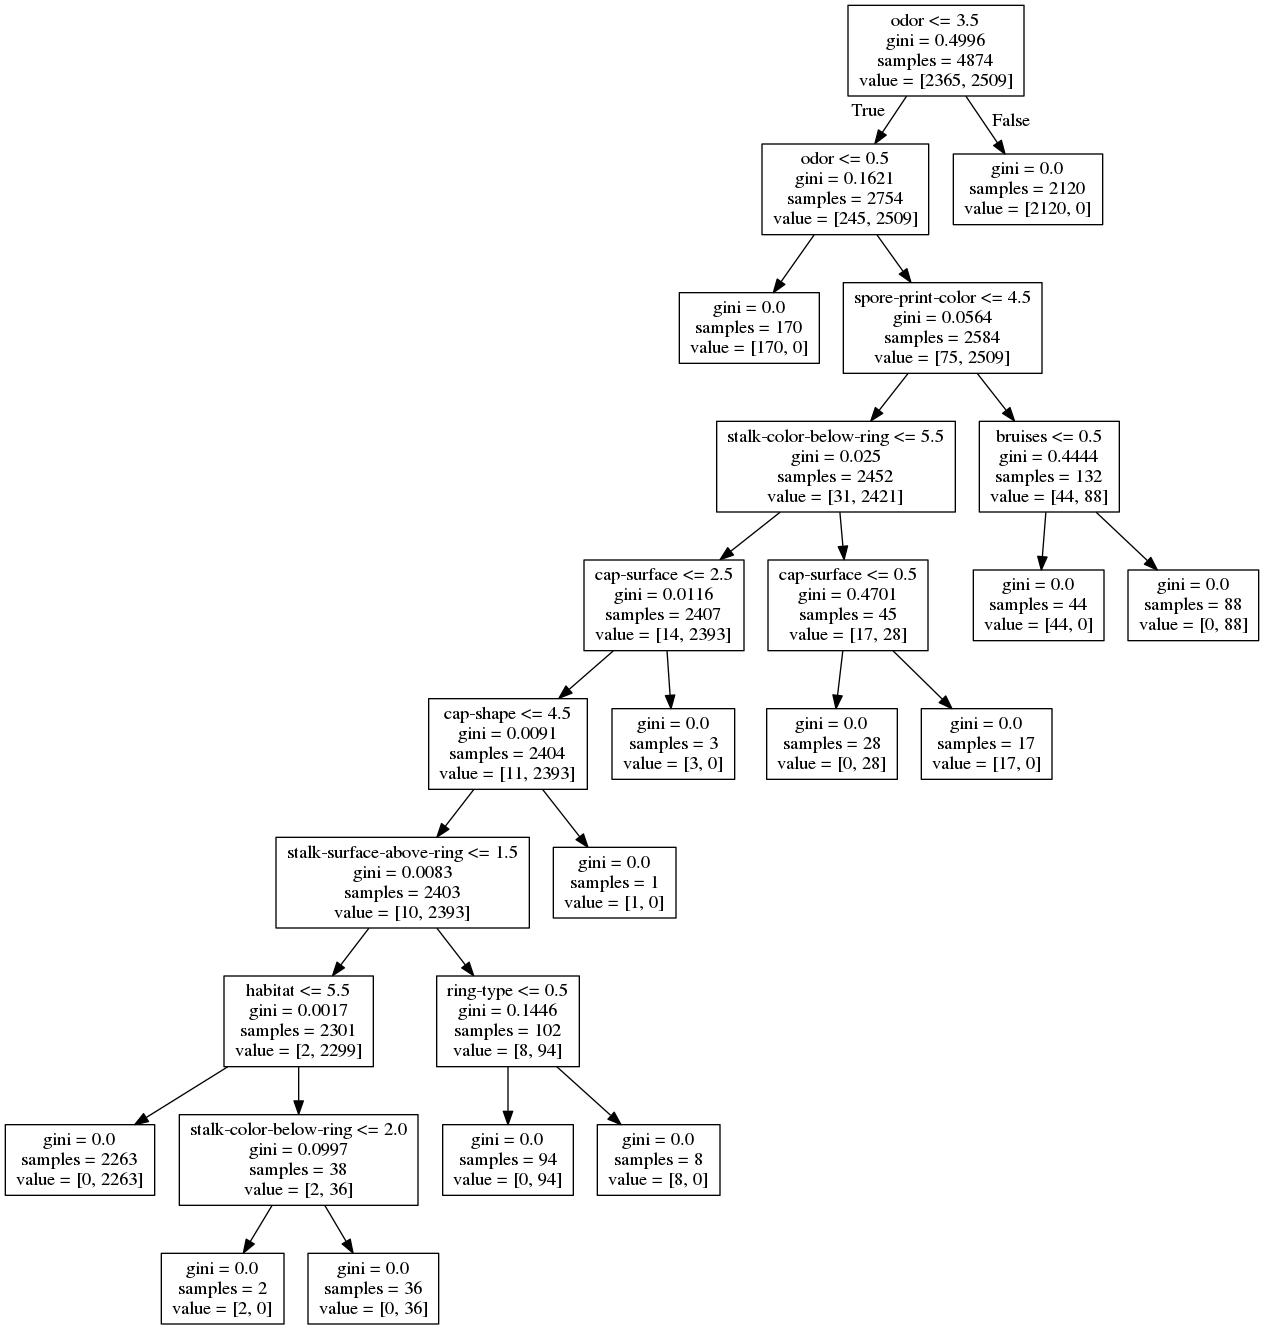 odor <= 3.5
gini = 0.4996
samples = 4874
value = [2365, 2509]
True
False
odor <= 0.5
gini = 0.1621
samples = 2754
value = [245, 2509]
gini = 0.0
samples = 2120
value = [2120, 0]
gini = 0.0
samples = 170
value = [170, 0]
spore-print-color <= 4.5
gini = 0.0564
samples = 2584
value = [75, 2509]
stalk-color-below-ring <= 5.5
gini = 0.025
samples = 2452
value = [31, 2421]
bruises <= 0.5
gini = 0.4444
samples = 132
value = [44, 88]
cap-surface <= 2.5
gini = 0.0116
samples = 2407
value = [14, 2393]
cap-surface <= 0.5
gini = 0.4701
samples = 45
value = [17, 28]
gini = 0.0
samples = 44
value = [44, 0]
gini = 0.0
samples = 88
value = [0, 88]
cap-shape <= 4.5
gini = 0.0091
samples = 2404
value = [11, 2393]
gini = 0.0
samples = 3
value = [3, 0]
gini = 0.0
samples = 28
value = [0, 28]
gini = 0.0
samples = 17
value = [17, 0]
stalk-surface-above-ring <= 1.5
gini = 0.0083
samples = 2403
value = [10, 2393]
gini = 0.0
samples = 1
value = [1, 0]
habitat <= 5.5
gini = 0.0017
samples = 2301
value = [2, 2299]
ring-type <= 0.5
gini = 0.1446
samples = 102
value = [8, 94]
gini = 0.0
samples = 2263
value = [0, 2263]
stalk-color-below-ring <= 2.0
gini = 0.0997
samples = 38
value = [2, 36]
gini = 0.0
samples = 94
value = [0, 94]
gini = 0.0
samples = 8
value = [8, 0]
gini = 0.0
samples = 2
value = [2, 0]
gini = 0.0
samples = 36
value = [0, 36]